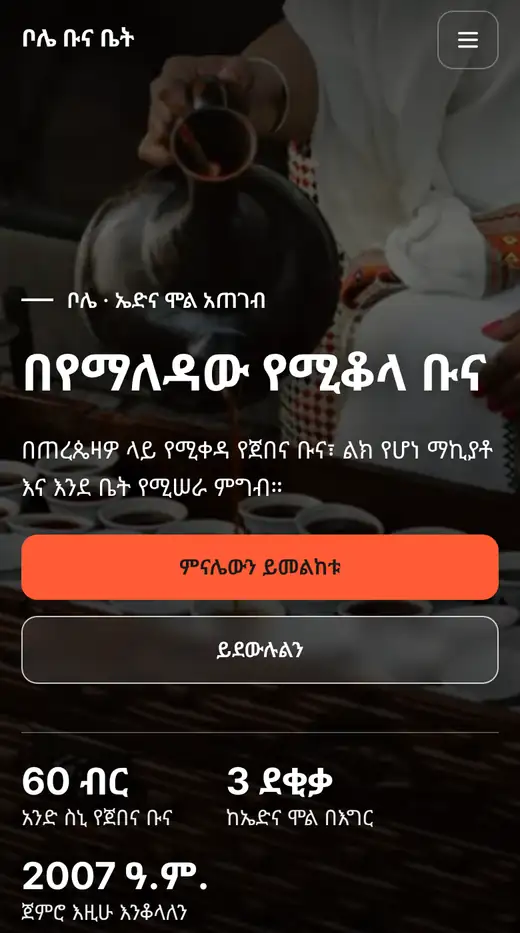 ቦሌ ቡና ቤት
ቦሌ · ኤድና ሞል አጠገብ
በየማለዳው የሚቆላ ቡና
በጠረጴዛዎ ላይ የሚቀዳ የጀበና ቡና፣ ልክ የሆነ ማኪያቶ
እና እንደ ቤት የሚሠራ ምግብ።
ምናሌውን ይመልከቱ
ይደውሉልን
60 ብር
አንድ ስኒ የጀበና ቡና
3 ደቂቃ
ከኤድና ሞል በእግር
2007 ዓ.ም.
ጀምሮ እዚሁ እንቆላለን